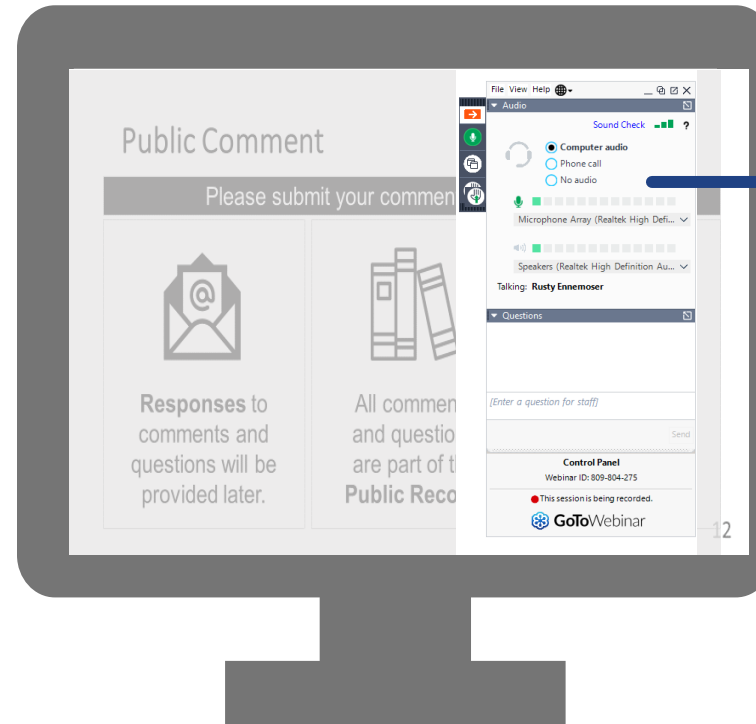 File View Help
Audio
Sound Check ?
Computer audio
Phone call
No audio
Microphone Array (Realtek High Defi...
Speakers (Realtek High Definition Au...
Talking: Rusty Ennemoser
Questions
[Enter a question for staff]
Send
Control Panel
Webinar ID: 809-804-275
This session is being recorded.
GoToWebinar
Public Comment
Please submit your commen
@
Responses to
comments and
questions will be
provided later.
All commen
and questio
are part of t
Public Reco
12